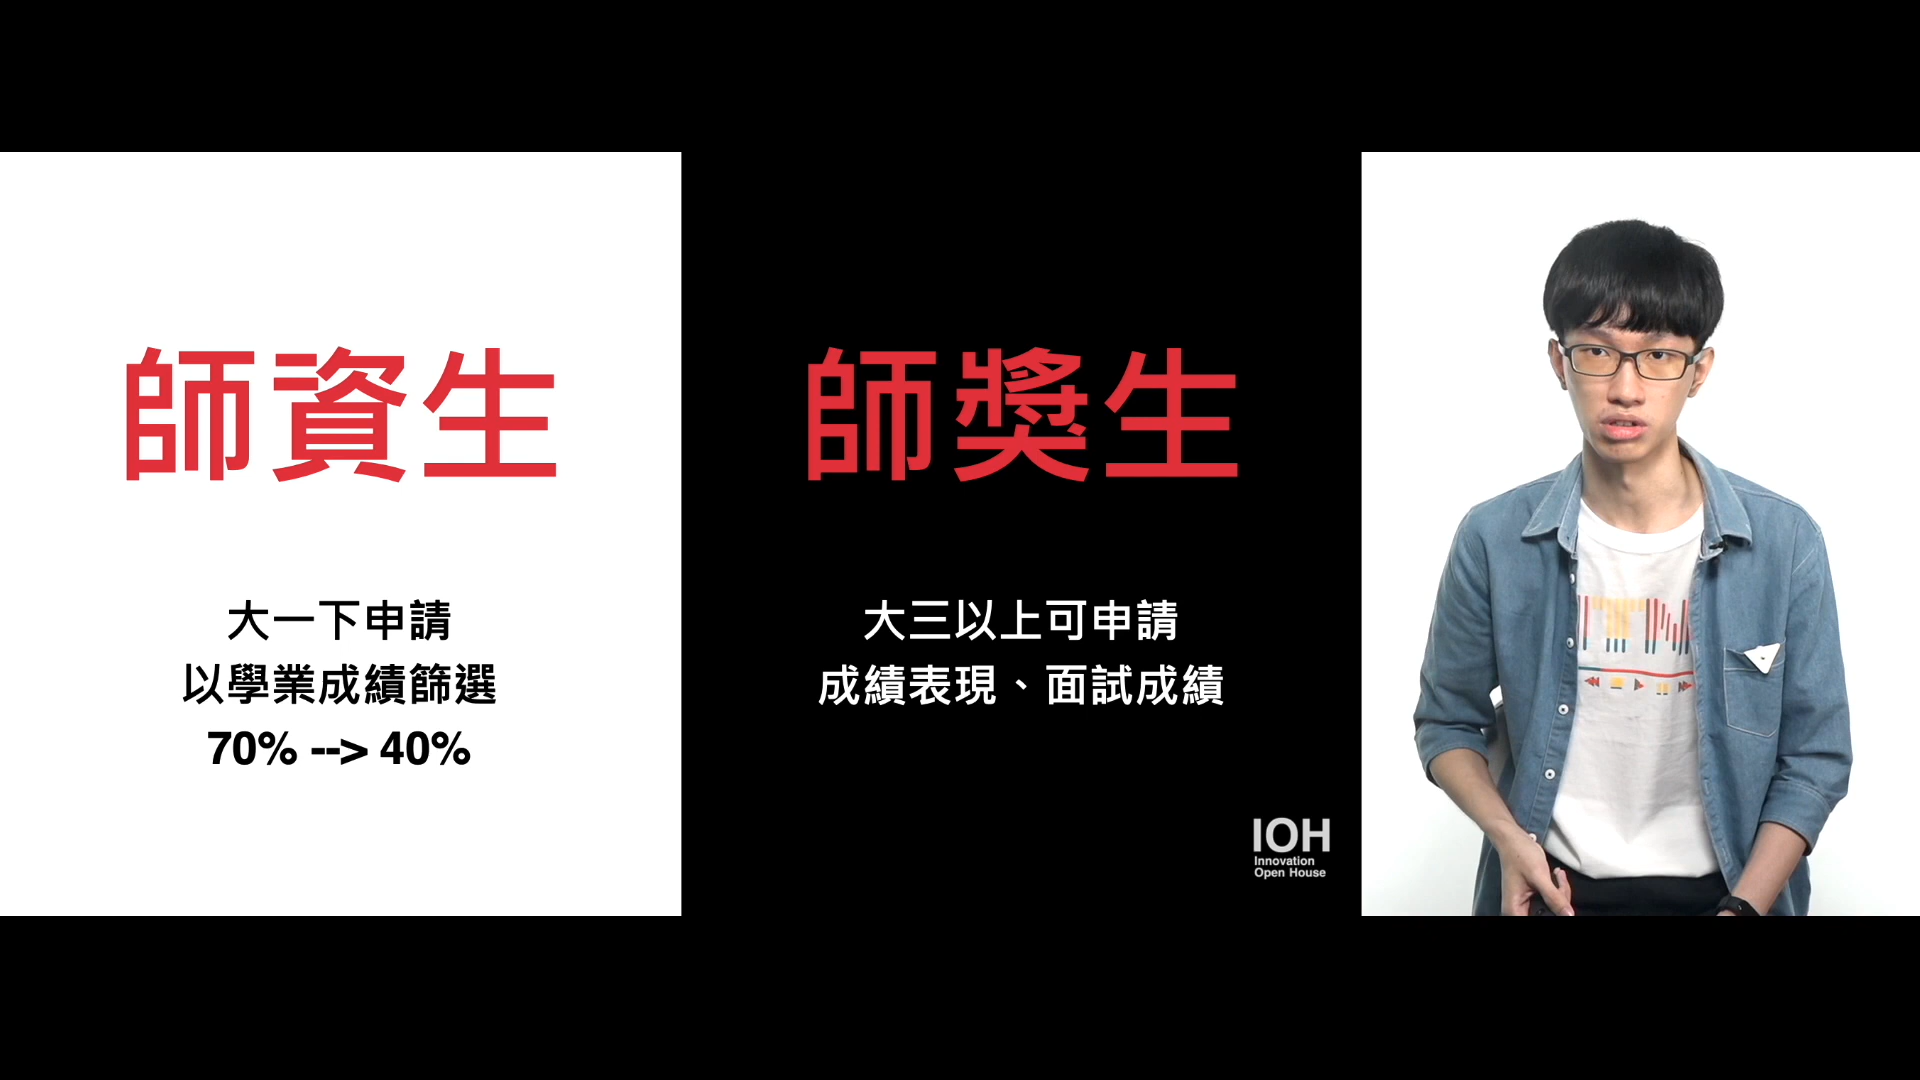 師資生
大一下申請
以學業成績篩選
70% --> 40%
師獎生
大三以上可申請
成績表現、面試成績
IOH
Innovation
Open House